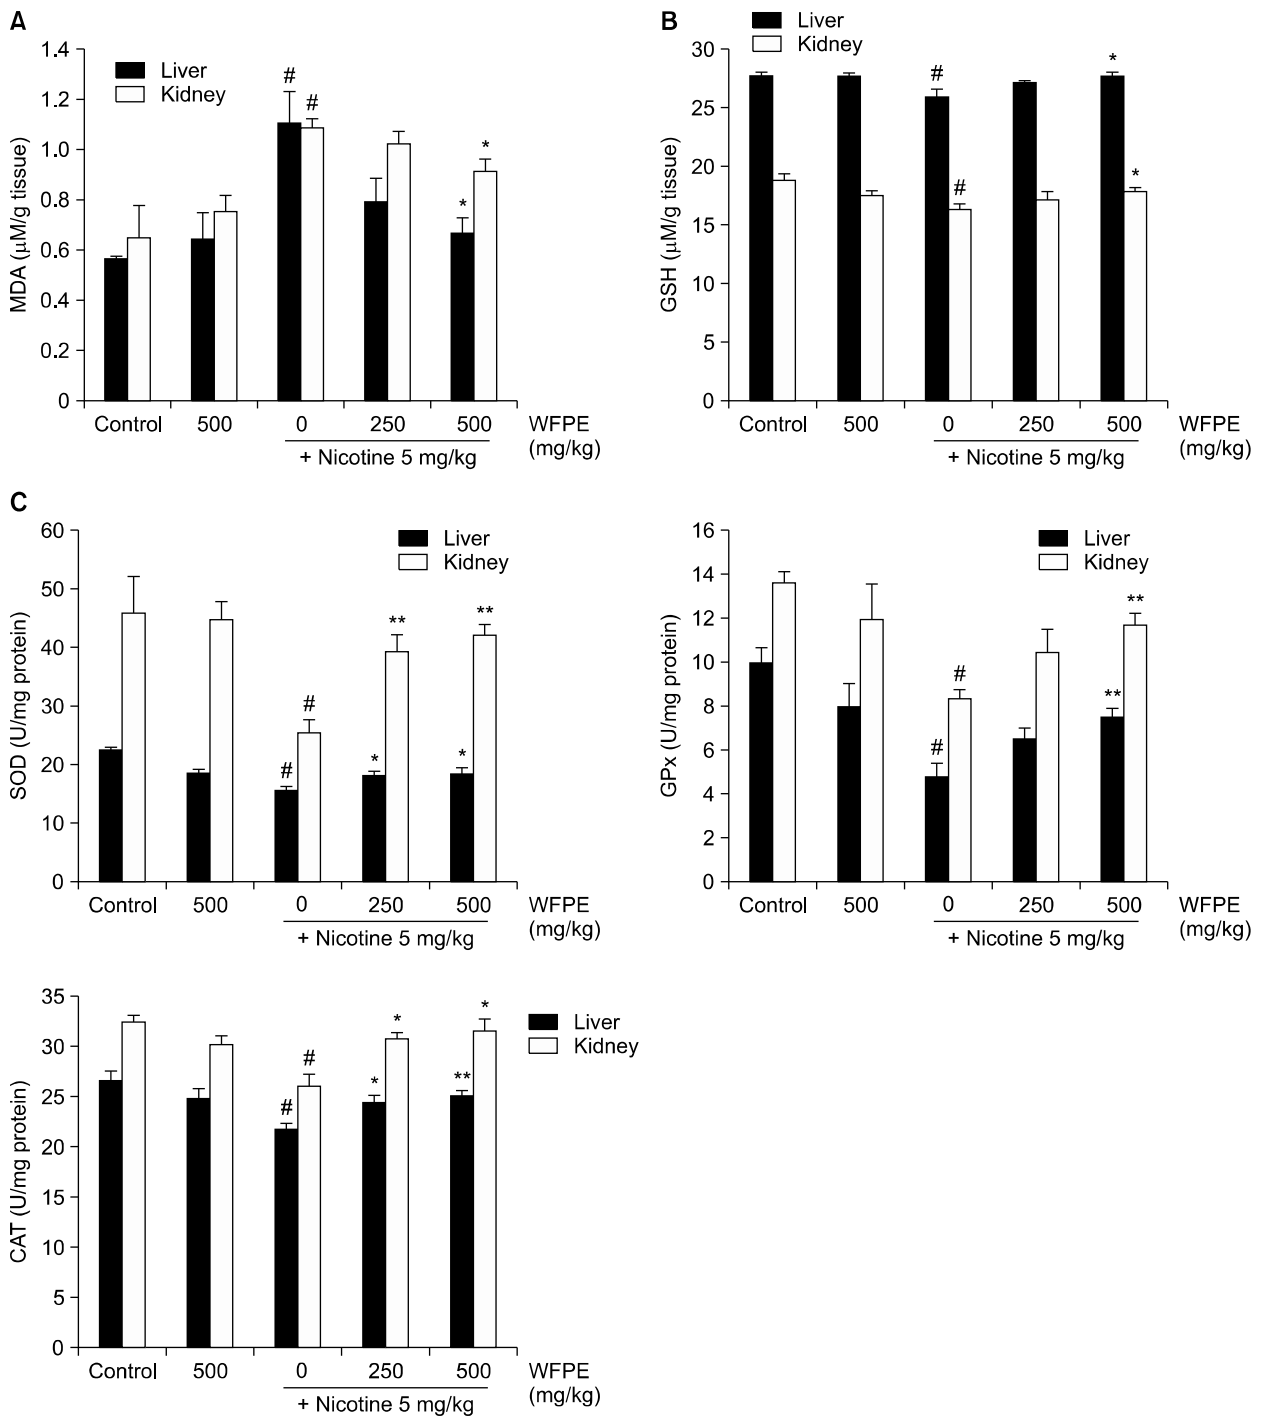 A
1.4
1.2
1.0
0.8
0.6
0.4
0.2
0
MDA (μM/g tissue)
Liver
Kidney
#
#
*
*
Control 500 0 250 500 WFPE
(mg/kg)
+ Nicotine 5 mg/kg
B
Liver
Kidney
30
25
20
15
10
5
0
GSH (μM/g tissue)
#
#
*
*
Control 500 0 250 500 WFPE
(mg/kg)
+ Nicotine 5 mg/kg
C
60
50
40
30
20
10
0
SOD (U/mg protein)
Liver
Kidney
#
#
*
**
*
**
Control 500 0 250 500 WFPE
(mg/kg)
+ Nicotine 5 mg/kg
16
14
12
10
8
6
4
2
0
GPx (U/mg protein)
Liver
Kidney
#
#
**
**
Control 500 0 250 500 WFPE
(mg/kg)
+ Nicotine 5 mg/kg
35
30
25
20
15
10
5
0
CAT (U/mg protein)
Liver
Kidney
#
#
*
*
**
*
Control 500 0 250 500 WFPE
(mg/kg)
+ Nicotine 5 mg/kg